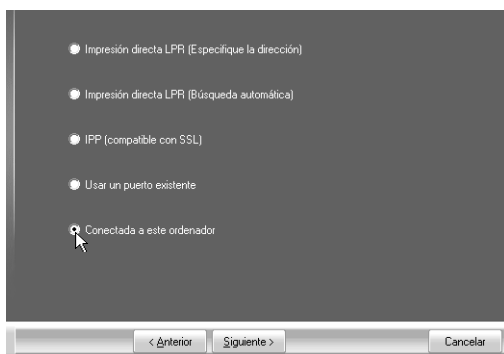 Impresión directa LPR (Especifique la dirección)
Impresión directa LPR (Búsqueda automática)
IPP (compatible con SSL)
Usar un puerto existente
Conectada a este ordenador
< Anterior
Siguiente >
Cancelar